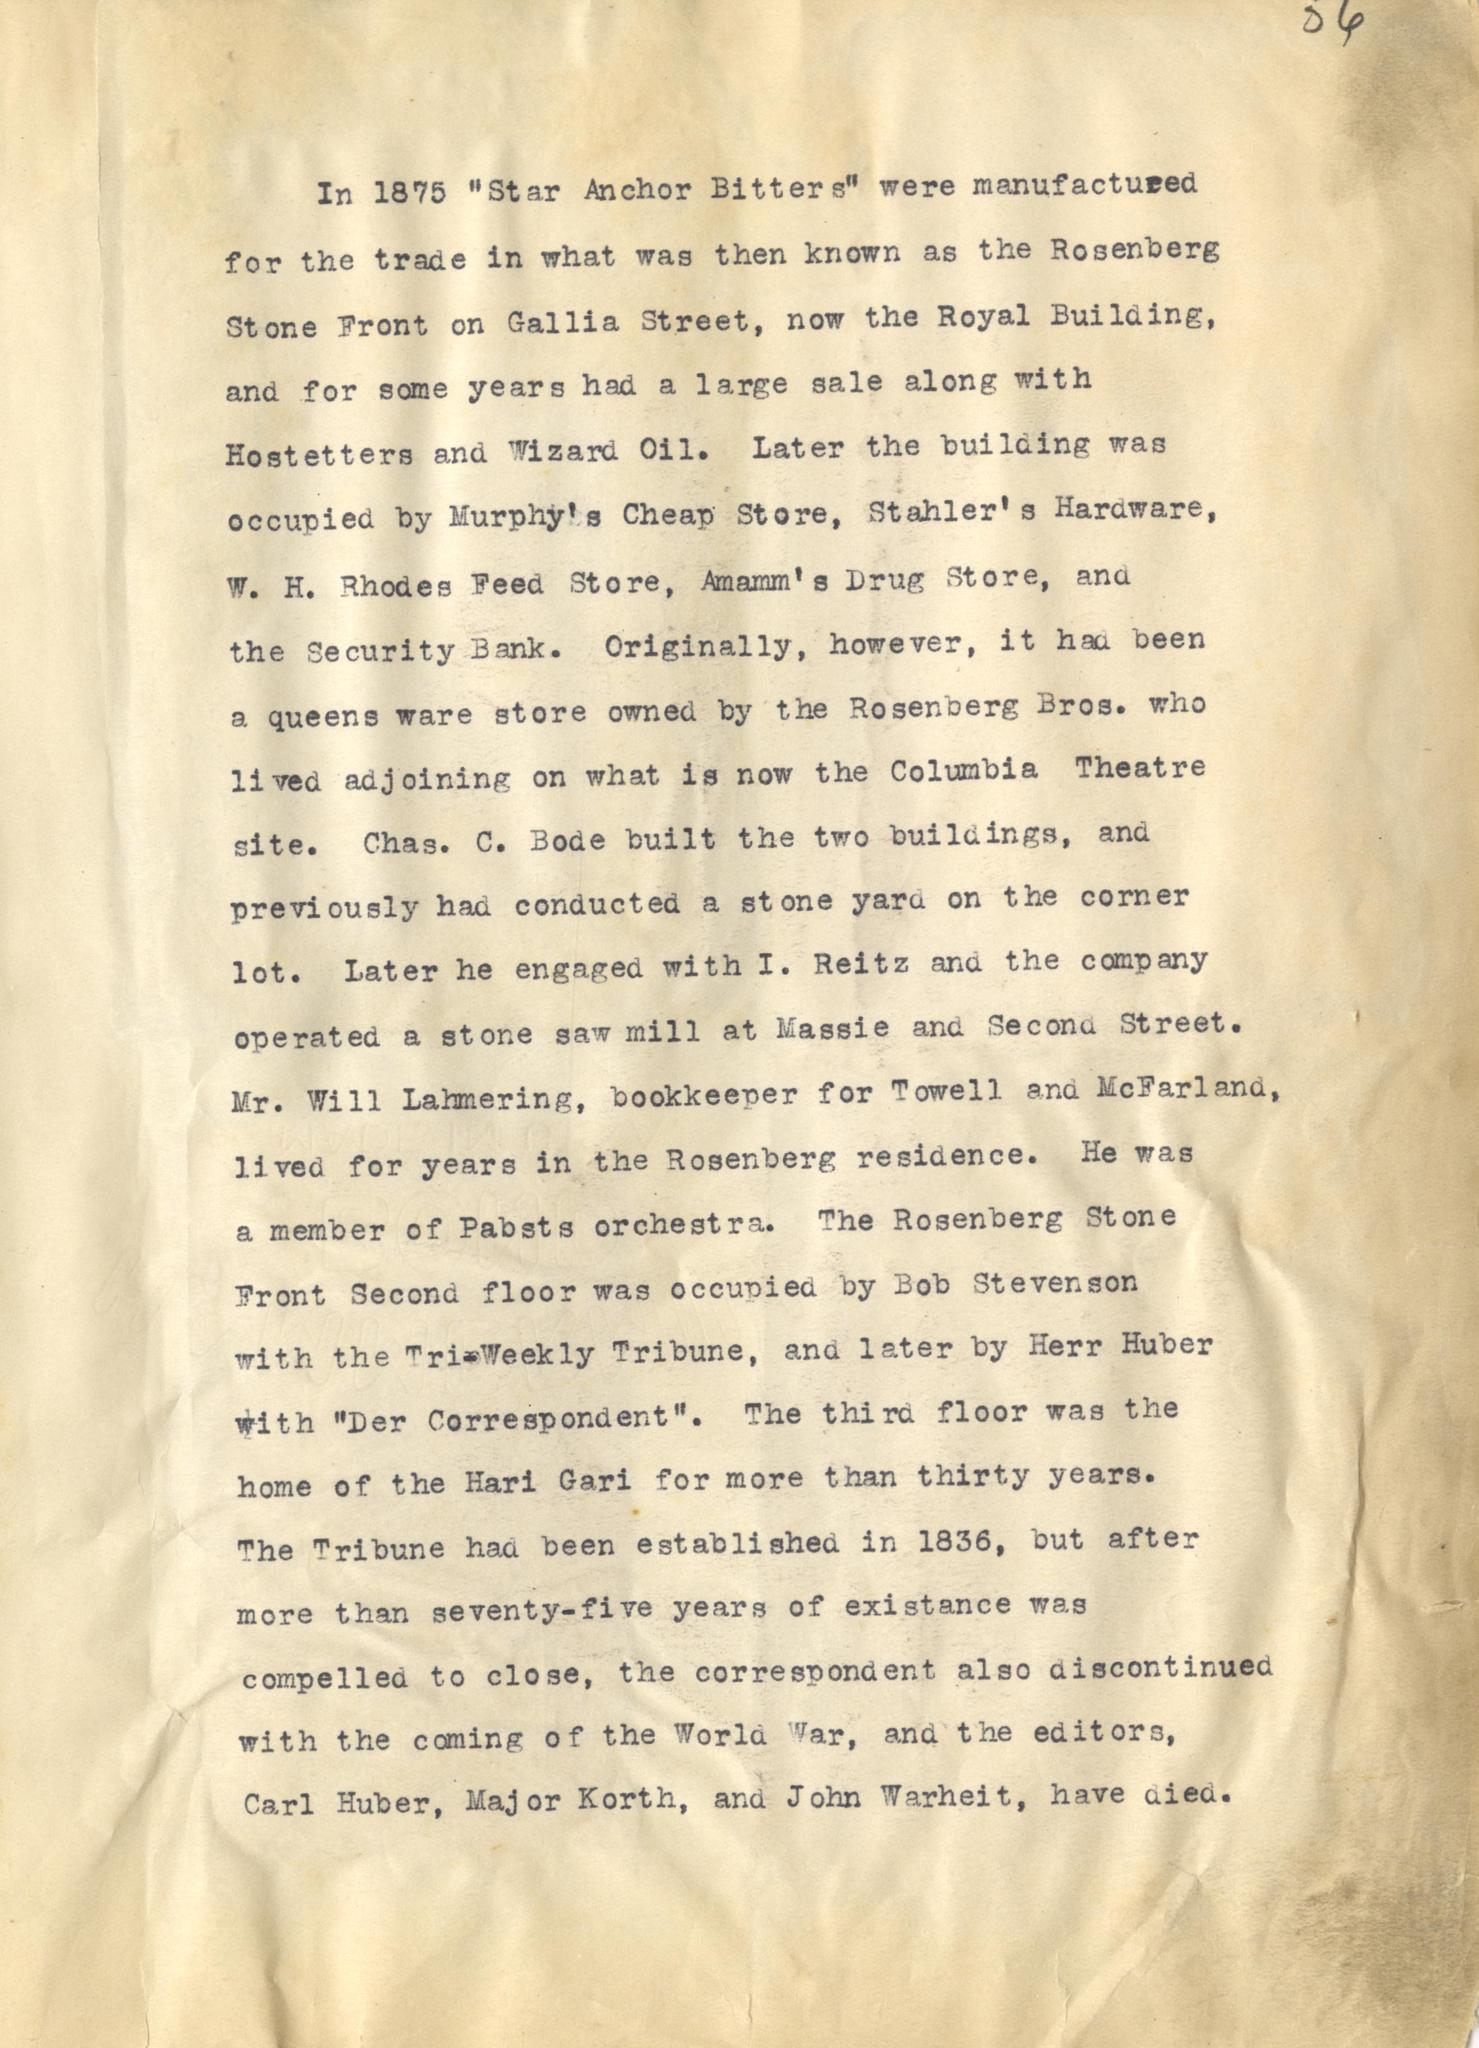 56
In 1875 "Star Anchor Bitters" were manufactured
for the trade in what was then known as the Rosenberg
Stone Front on Gallia Street, now the Royal Building,
and for some years had a large sale along with
Hostetters and Wizard Oil. Later the building was
occupied by Murphy's Cheap Store, Stahler's Hardware,
W. H. Rhodes Feed Store, Amamm's Drug Store, and
the Security Bank. Originally, however, it had been
a queens ware store owned by the Rosenberg Bros. who
lived adjoining on what is now the Columbia Theatre
site. Chas. C. Bode built the two buildings, and
previously had conducted a stone yard on the corner
lot. Later he engaged with I. Reitz and the company
operated a stone saw mill at Massie and Second Street.
Mr. Will Lahmering, bookkeeper for Towell and McFarland,
lived for years in the Rosenberg residence. He was
a member of Pabsts orchestra. The Rosenberg Stone
Front Second floor was occupied by Bob Stevenson
with the Tri-Weekly Tribune, and later by Herr Huber
with "Der Correspondent". The third floor was the
home of the Hari Gari for more than thirty years.
The Tribune had been established in 1836, but after
more than seventy-five years of existance was
compelled to close, the correspondent also discontinued
with the coming of the World War, and the editors,
Carl Huber, Major Korth, and John Warheit, have died.